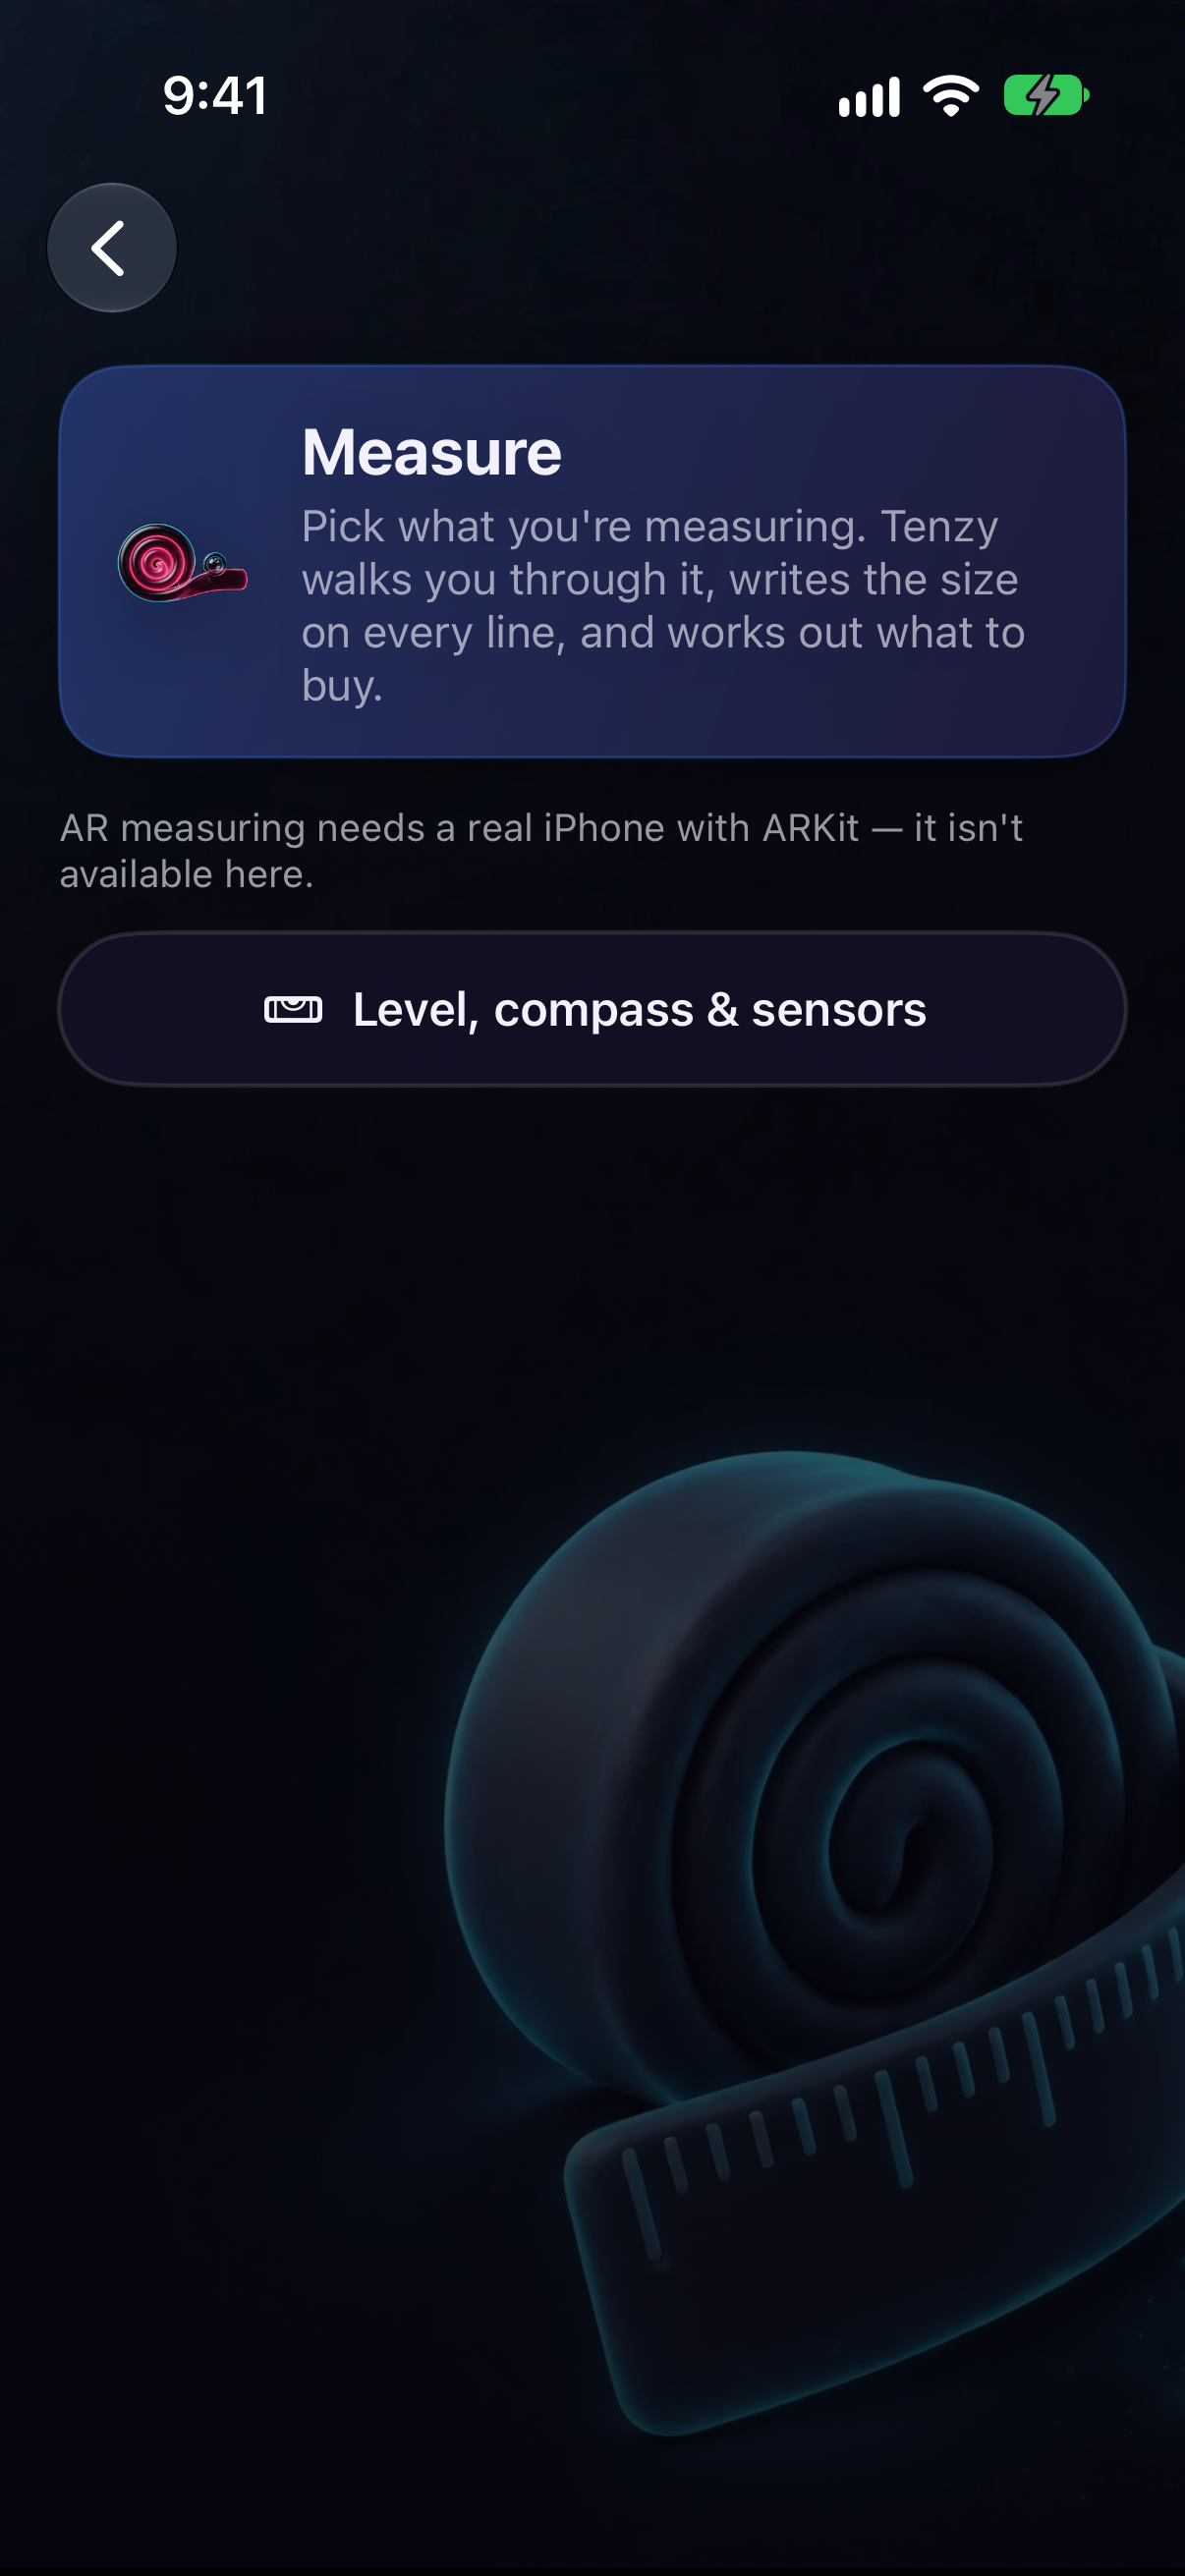 9:41
Measure
Pick what you're measuring. Tenzy
walks you through it, writes the size
on every line, and works out what to
buy.
AR measuring needs a real iPhone with ARKit — it isn't
available here.
Level, compass & sensors